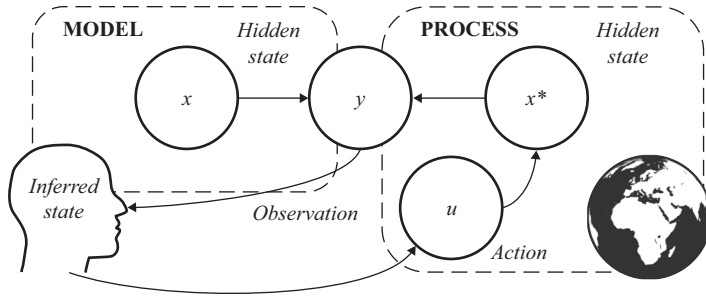 MODEL
Hidden
state
PROCESS
Hidden
state
x
y
x*
Inferred
state
Observation
u
Action